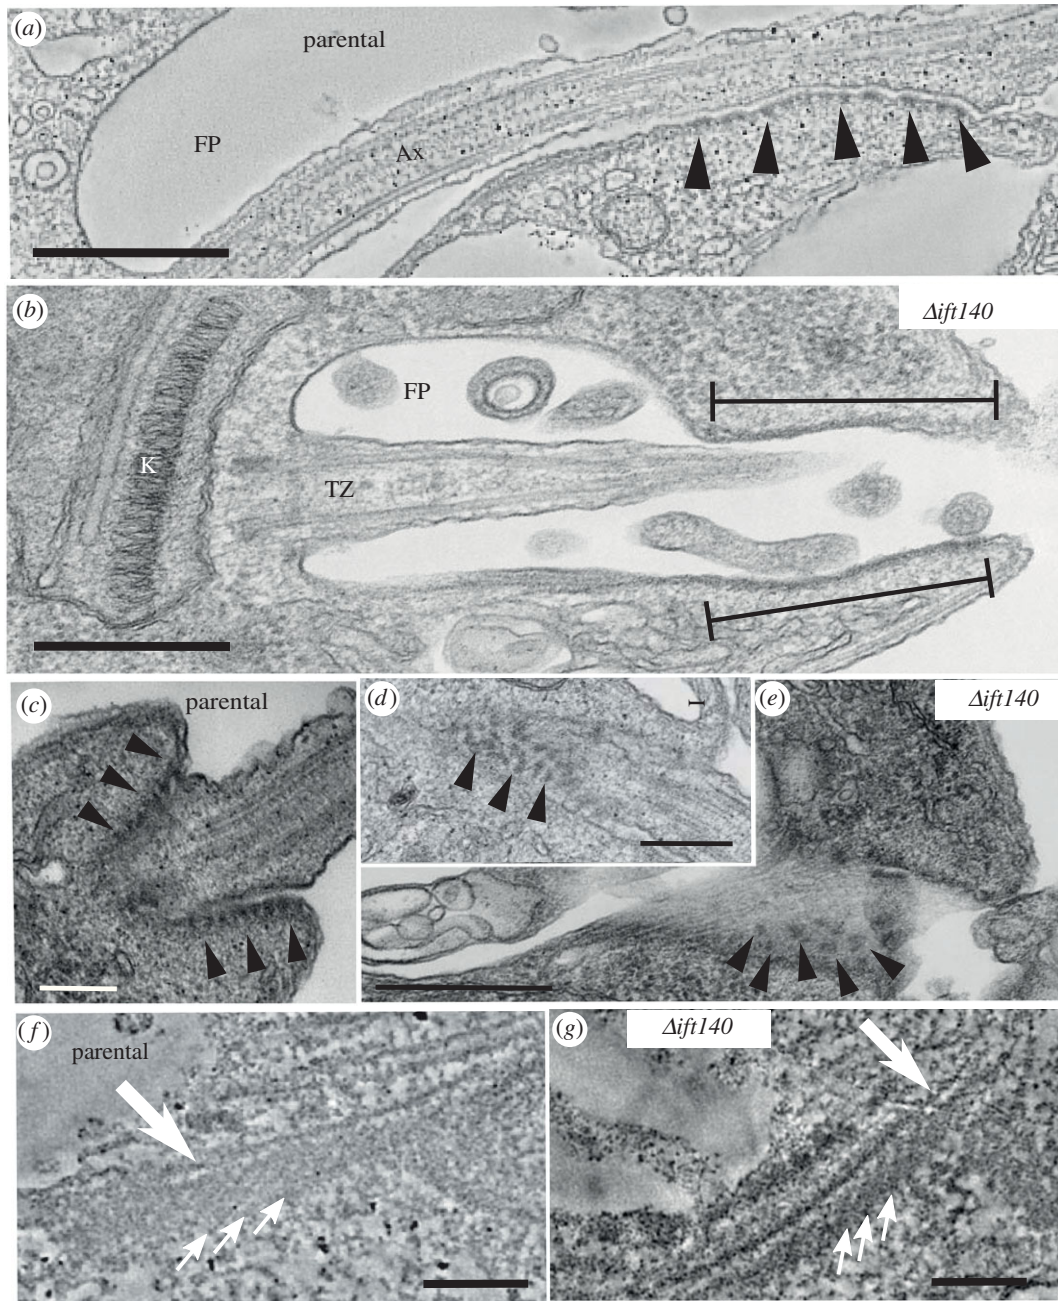 (a)
parental
FP
Ax
(b)
Δift140
FP
K
TZ
(c)
parental
(d)
(e)
Δift140
(f)
parental
(g)
Δift140